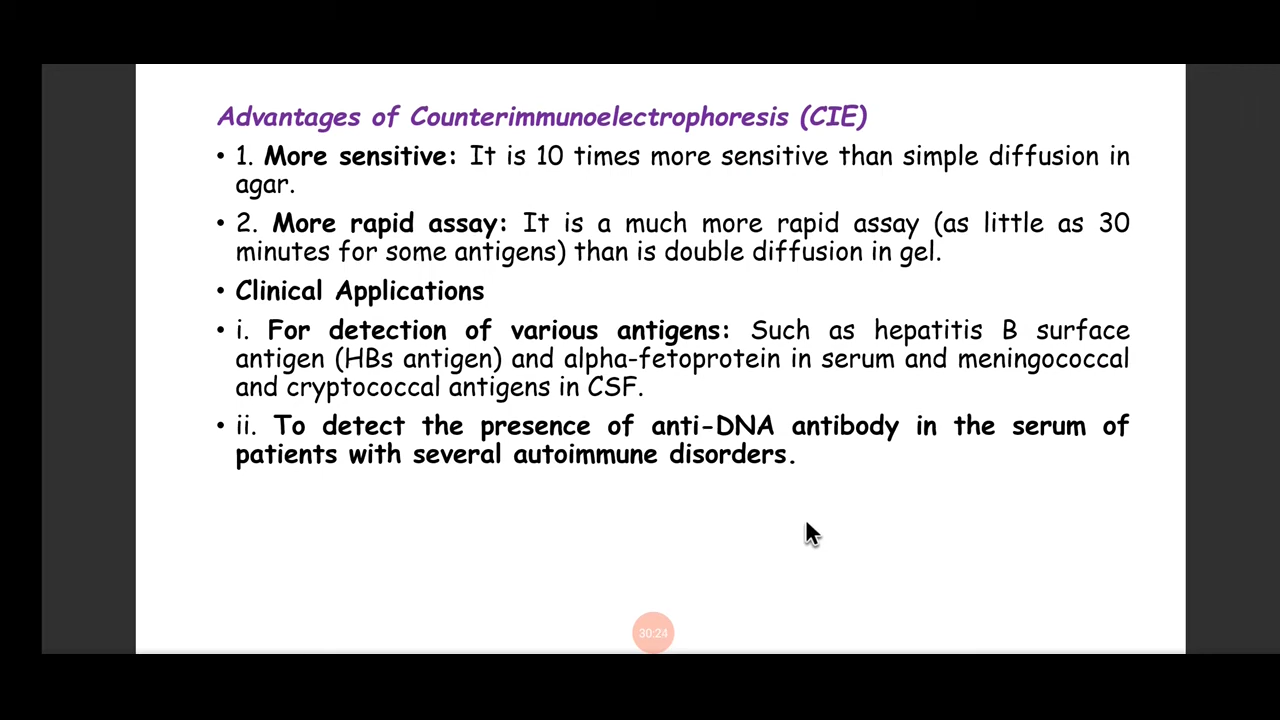 Advantages of Counterimmunoelectrophoresis (CIE)
• 1. More sensitive: It is 10 times more sensitive than simple diffusion in
agar.
• 2. More rapid assay: It is a much more rapid assay (as little as 30
minutes for some antigens) than is double diffusion in gel.
• Clinical Applications
• i. For detection of various antigens: Such as hepatitis B surface
antigen (HBs antigen) and alpha-fetoprotein in serum and meningococcal
and cryptococcal antigens in CSF.
• ii. To detect the presence of anti-DNA antibody in the serum of
patients with several autoimmune disorders.
30:24